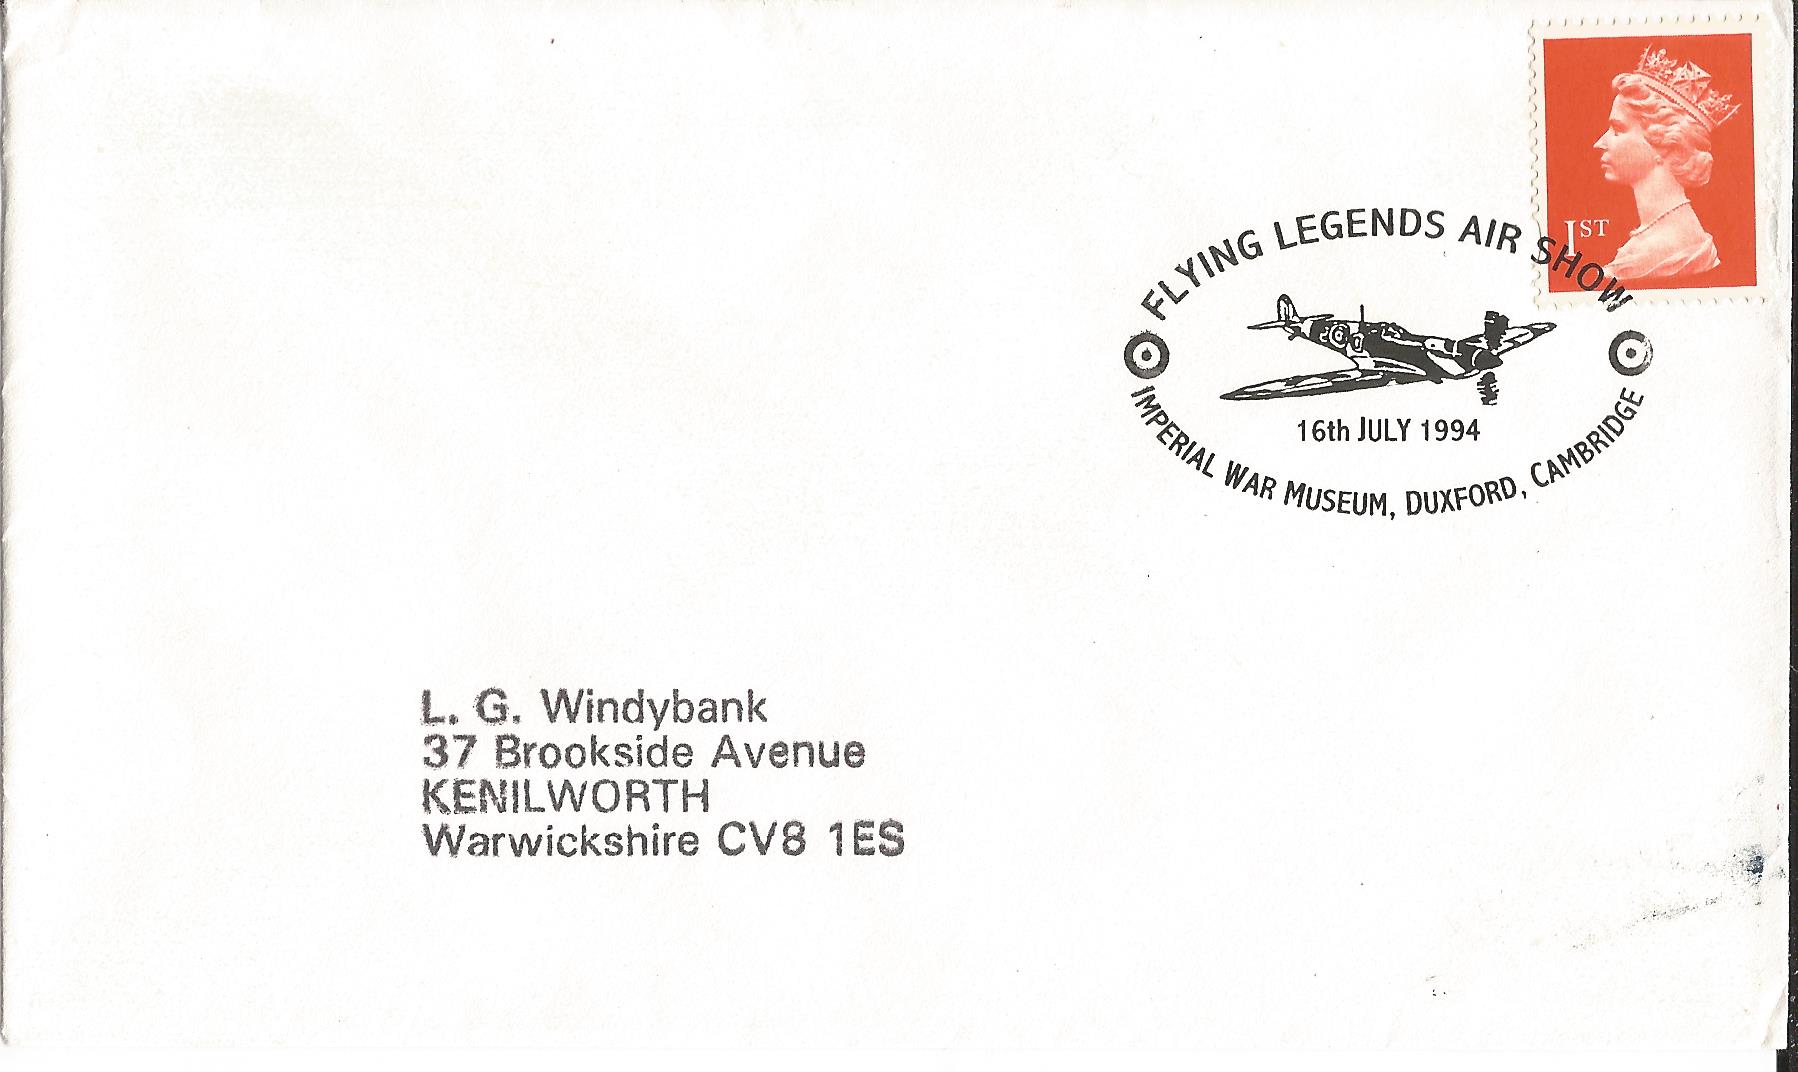 1ST
FLYING LEGENDS AIR SHOW
16th JULY 1994
IMPERIAL WAR MUSEUM, DUXFORD, CAMBRIDGE
L. G. Windybank
37 Brookside Avenue
KENILWORTH
Warwickshire CV8 1ES